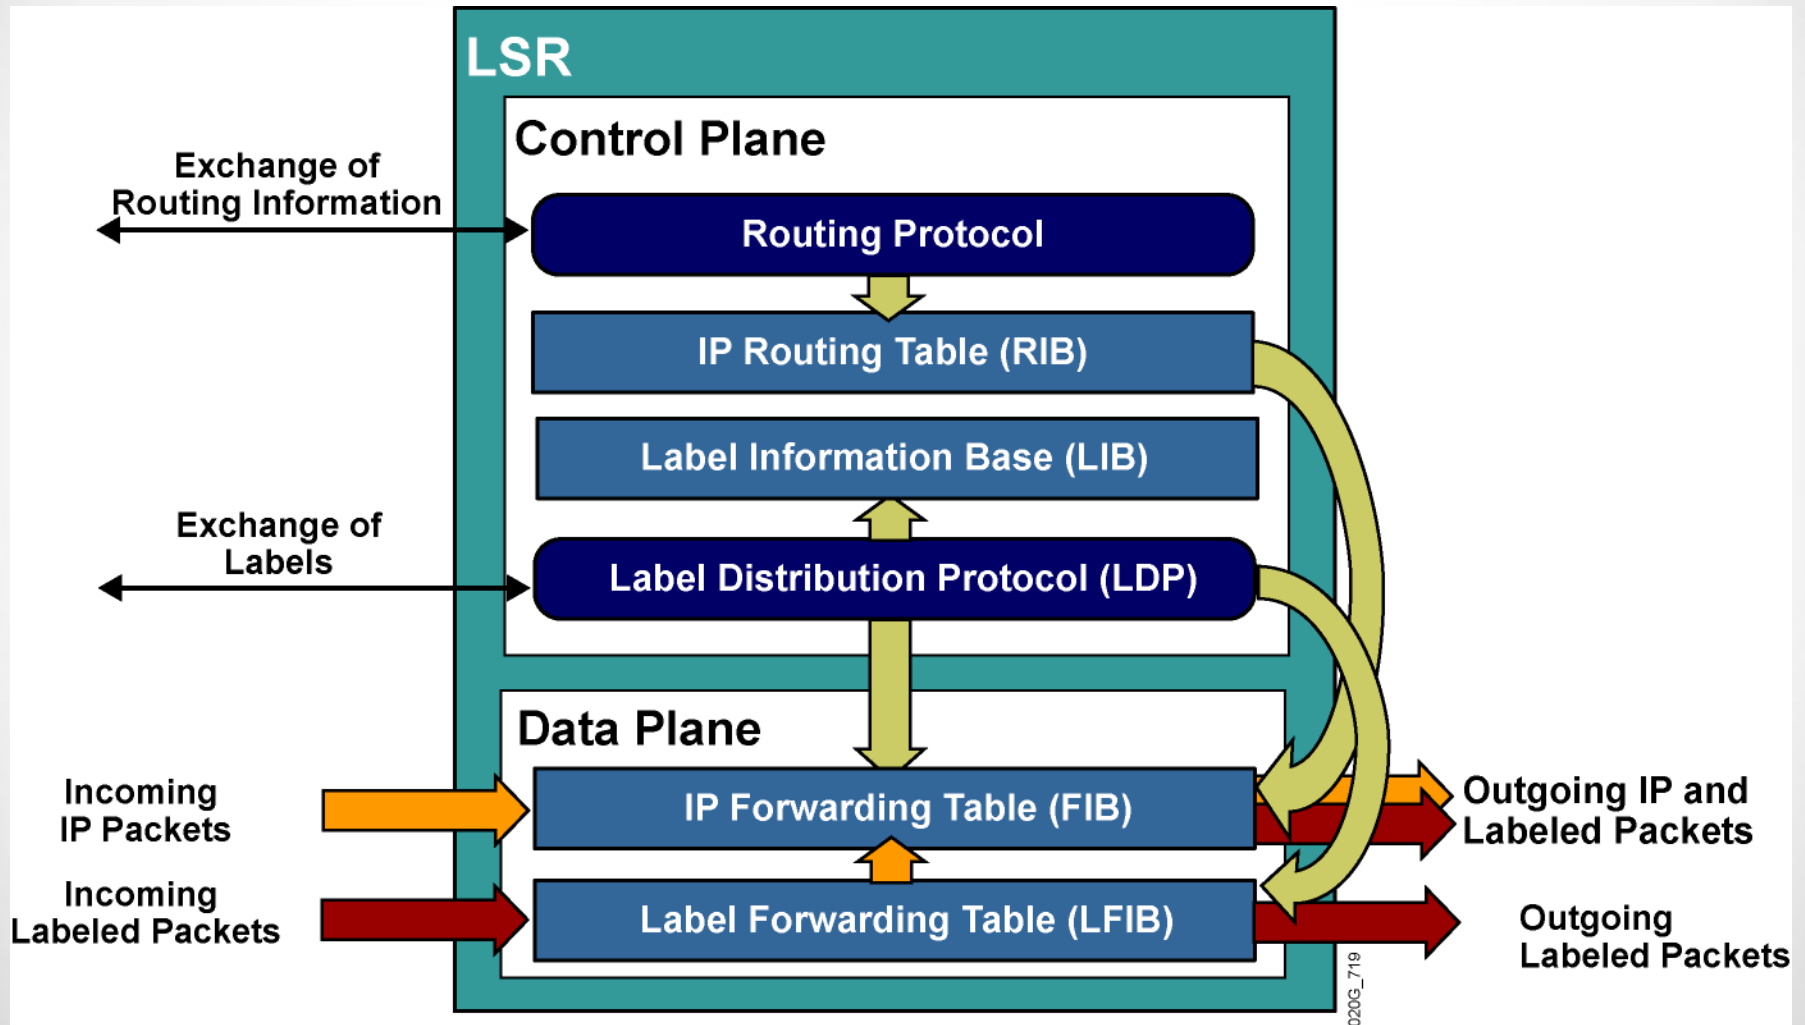 LSR
Control Plane
Exchange of
Routing Information
Routing Protocol
IP Routing Table (RIB)
Label Information Base (LIB)
Exchange of
Labels
Label Distribution Protocol (LDP)
Data Plane
Incoming
IP Packets
IP Forwarding Table (FIB)
Outgoing IP and
Labeled Packets
Incoming
Labeled Packets
Label Forwarding Table (LFIB)
Outgoing
Labeled Packets
020G_719